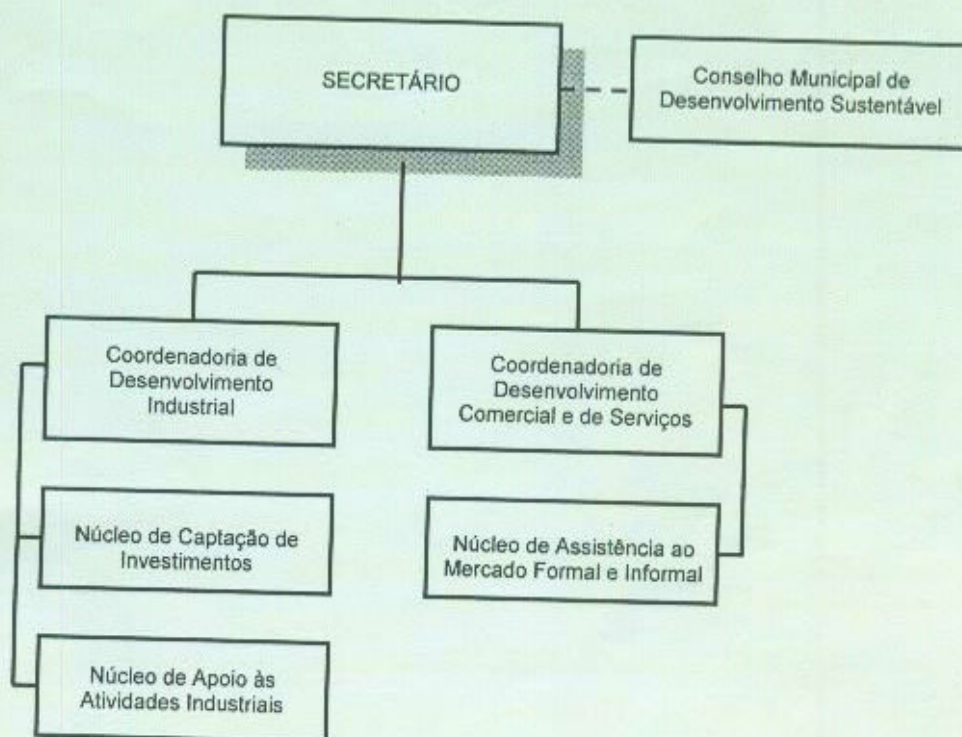 SECRETÁRIO
Conselho Municipal de
Desenvolvimento Sustentável
Coordenadoria de
Desenvolvimento
Industrial
Coordenadoria de
Desenvolvimento
Comercial e de Serviços
Núcleo de Captação de
Investimentos
Núcleo de Assistência ao
Mercado Formal e Informal
Núcleo de Apoio às
Atividades Industriais